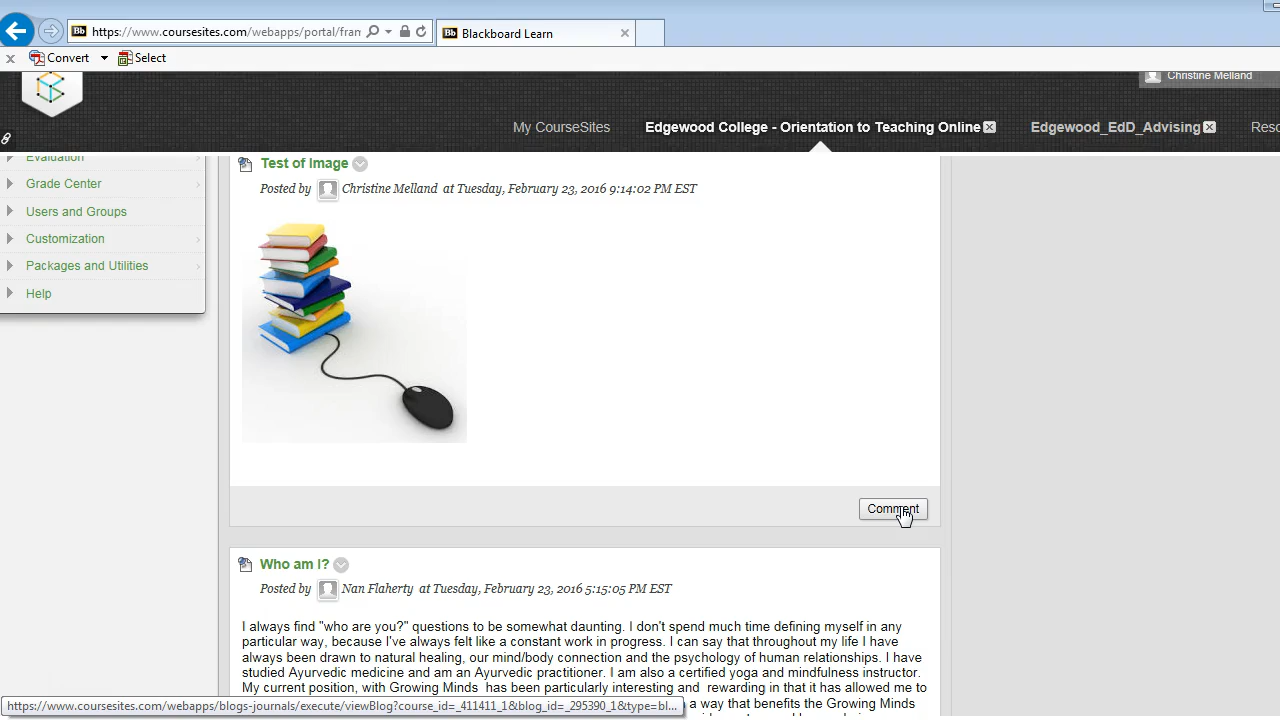 Bb https://www.coursesites.com/webapps/portal/fran
Bb Blackboard Learn
Convert
Select
Christine Melland
My CourseSites
Edgewood College - Orientation to Teaching Online
Edgewood_EdD_Advising
Reso
Evaluation
Grade Center
Users and Groups
Customization
Packages and Utilities
Help
Test of Image
Posted by Christine Melland at Tuesday, February 23, 2016 9:14:02 PM EST
Comment
Who am I?
Posted by Nan Flaherty at Tuesday, February 23, 2016 5:15:05 PM EST
I always find "who are you?" questions to be somewhat daunting. I don't spend much time defining myself in any
particular way, because I've always felt like a constant work in progress. I can say that throughout my life I have
always been drawn to natural healing, our mind/body connection and the psychology of human relationships. I have
studied Ayurvedic medicine and am an Ayurvedic practitioner. I am also a certified yoga and mindfulness instructor.
My current position, with Growing Minds has been particularly interesting and rewarding in that it has allowed me to
a way that benefits the Growing Minds
https://www.coursesites.com/webapps/blogs-journals/execute/viewBlog?course_id=_411411_1&blog_id=_295390_1&type=bl...